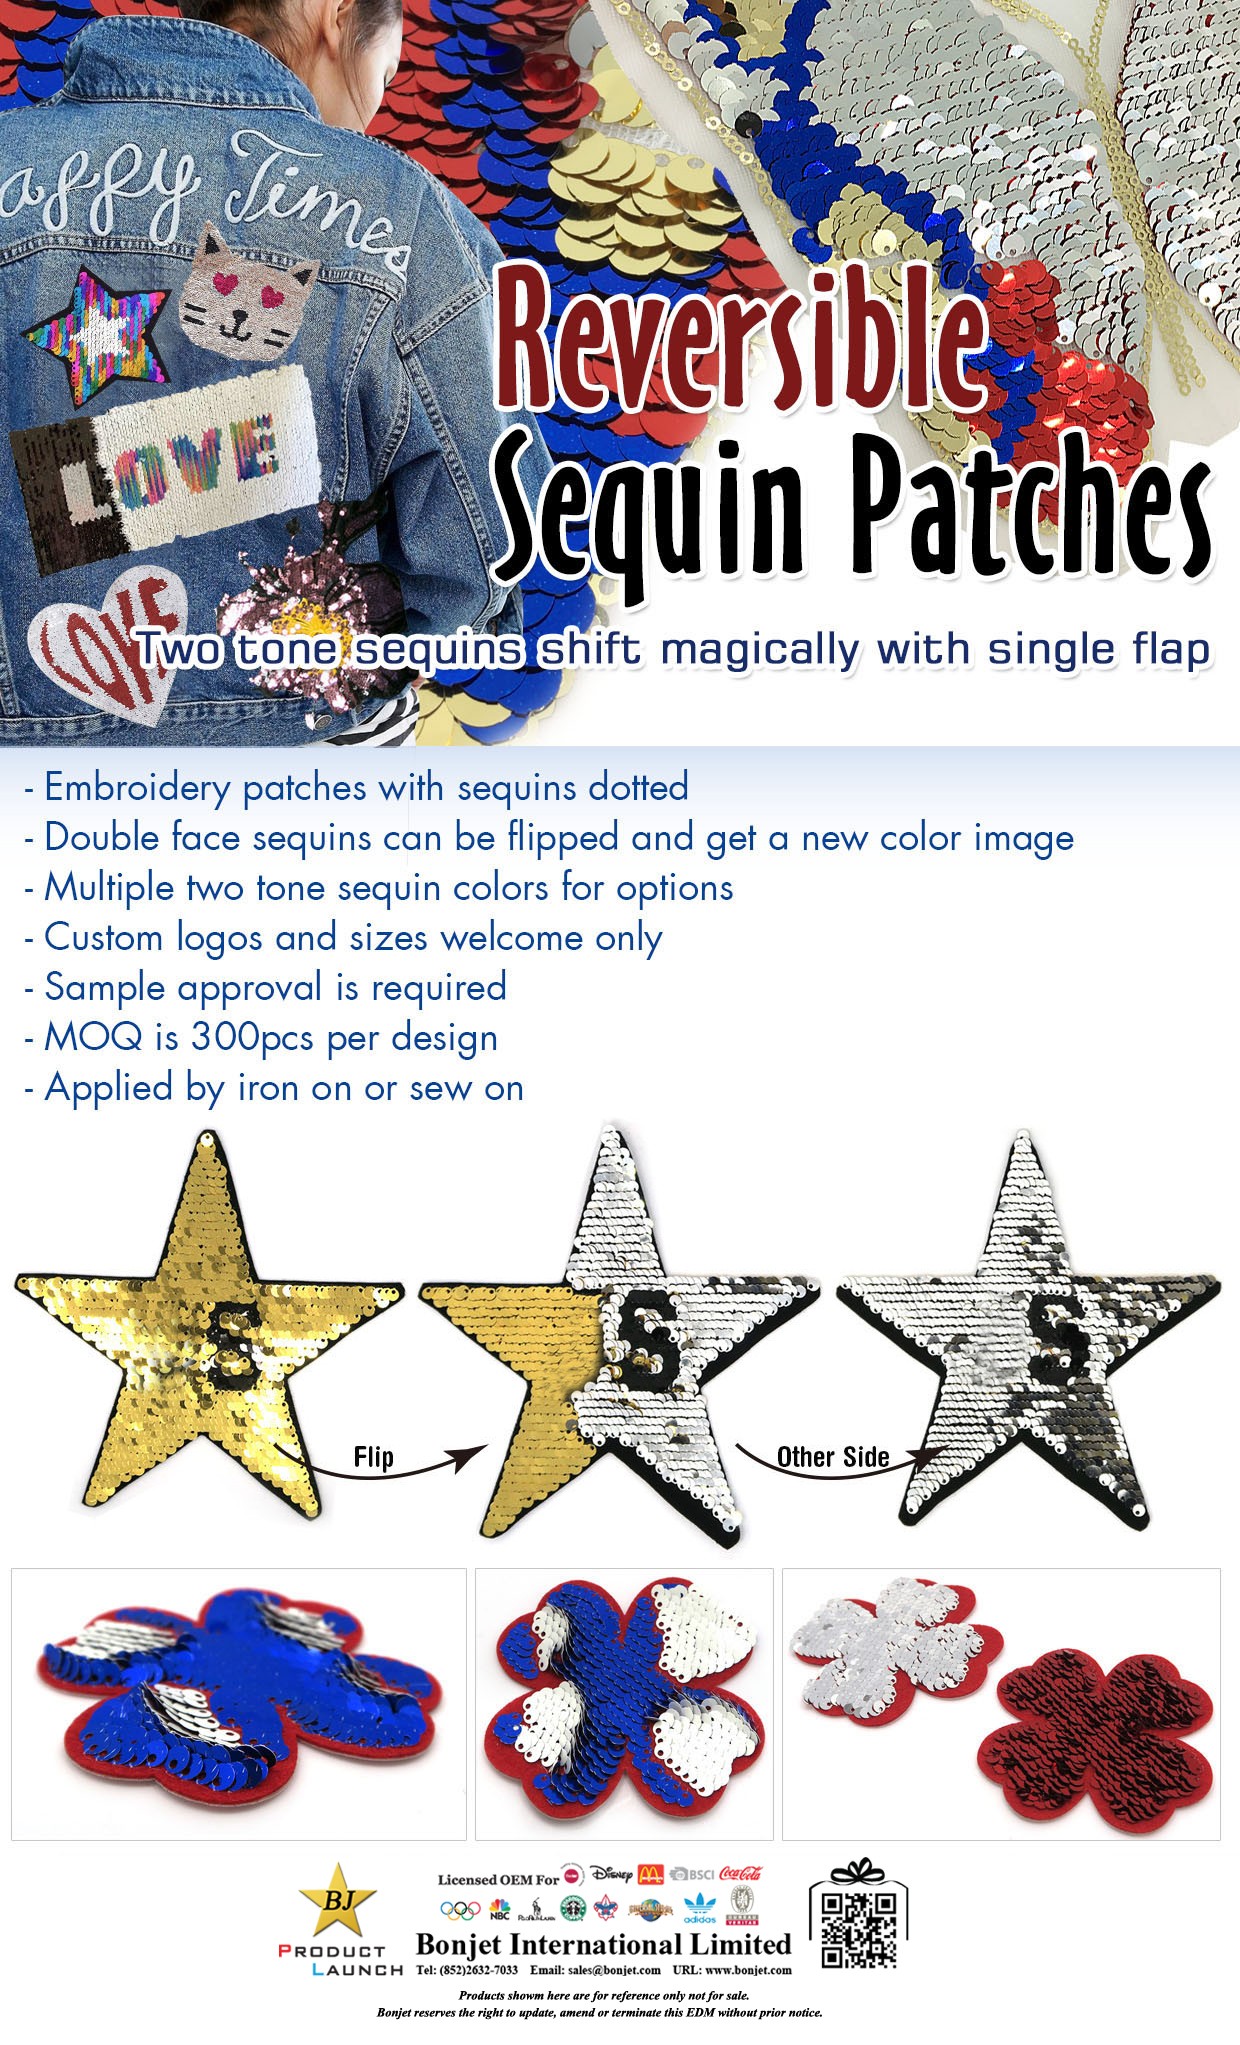 appy Times
LOVE
LOVE
Reversible
Sequin Patches
Two tone sequins shift magically with single flap
- Embroidery patches with sequins dotted
- Double face sequins can be flipped and get a new color image
- Multiple two tone sequin colors for options
- Custom logos and sizes welcome only
- Sample approval is required
- MOQ is 300pcs per design
- Applied by iron on or sew on
S
S
S
Flip
Other Side
BJ
PRODUCT
LAUNCH
Licensed OEM For Disney BSCI Coca-Cola
NBC adidas
Bonjet International Limited
Tel: (852)2632-7033 Email: sales@bonjet.com URL: www.bonjet.com
Products showm here are for reference only not for sale.
Bonjet reserves the right to update, amend or terminate this EDM without prior notice.